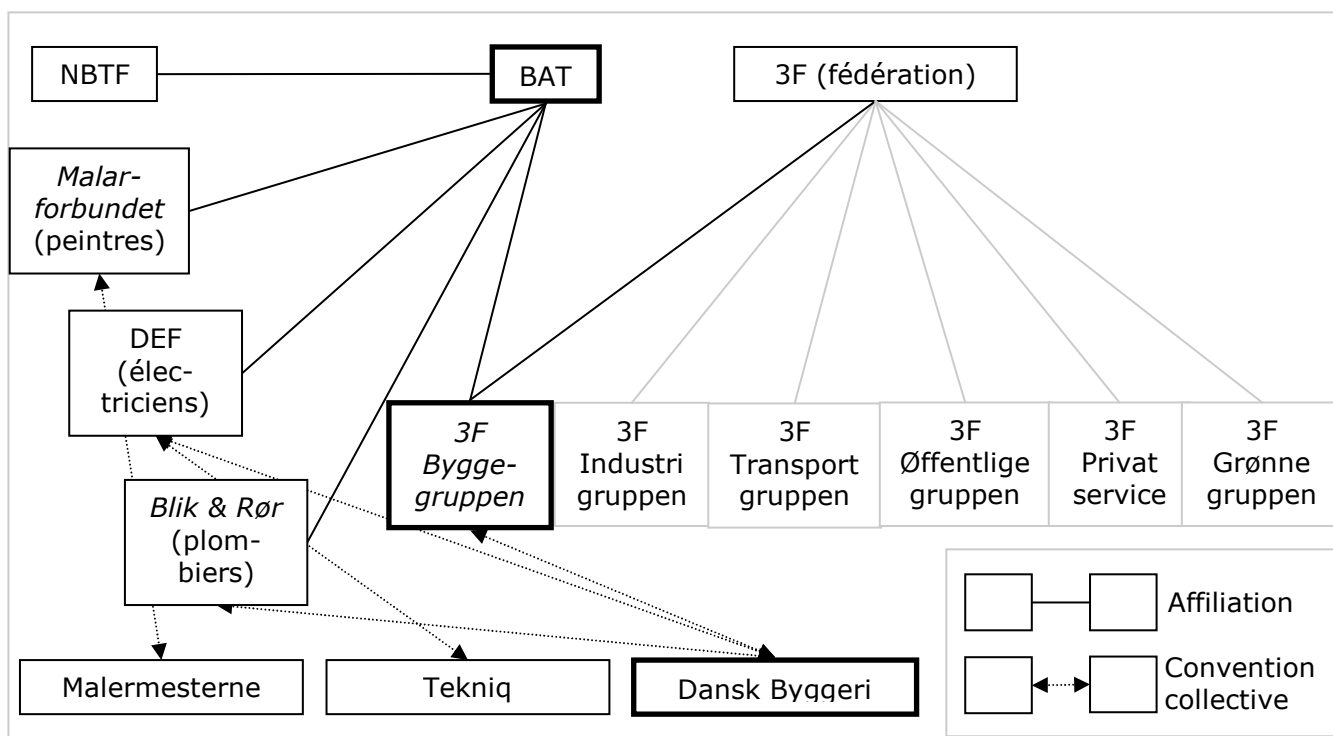 NBTF
BAT
3F (fédération)
Malar-
forbundet
(peintres)
DEF
(élec-
triciens)
3F
Bygge-
gruppen
3F
Industri
gruppen
3F
Transport
gruppen
3F
Øffentlige
gruppen
3F
Privat
service
3F
Grønne
gruppen
Blik & Rør
(plom-
biers)
Malermesterne
Tekniq
Dansk Byggeri
Affiliation
Convention
collective